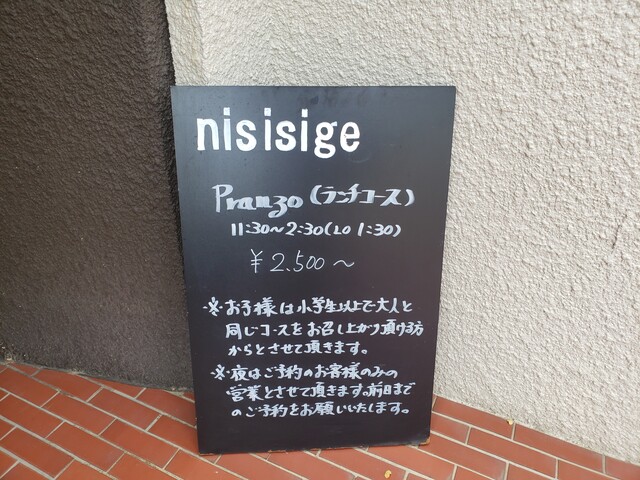 nisisige
Pranzo (ランチコース)
11:30〜2:30(LO 1:30)
¥2.500〜
※お子様は小学生以上で大人と
同じコースをお召し上がり頂ける方
からとさせて頂きます。
※夜はご予約のお客様のみの
営業とさせて頂きます。前日まで
のご予約をお願いいたします。